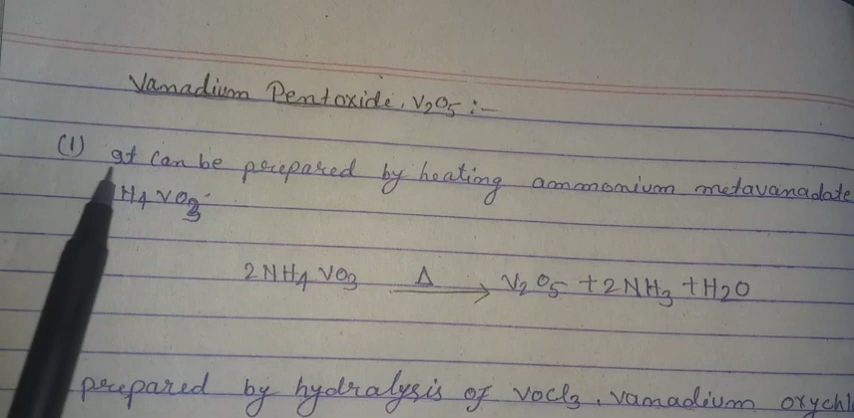 Vanadium Pentoxide, V₂O₅ :-
(1) It can be prepared by heating ammonium metavanadate
H₄VO₃.
2NH₄VO₃ —Δ→ V₂O₅ + 2NH₃ + H₂O
prepared by hydralysis of VOCl₃. vanadium oxychl